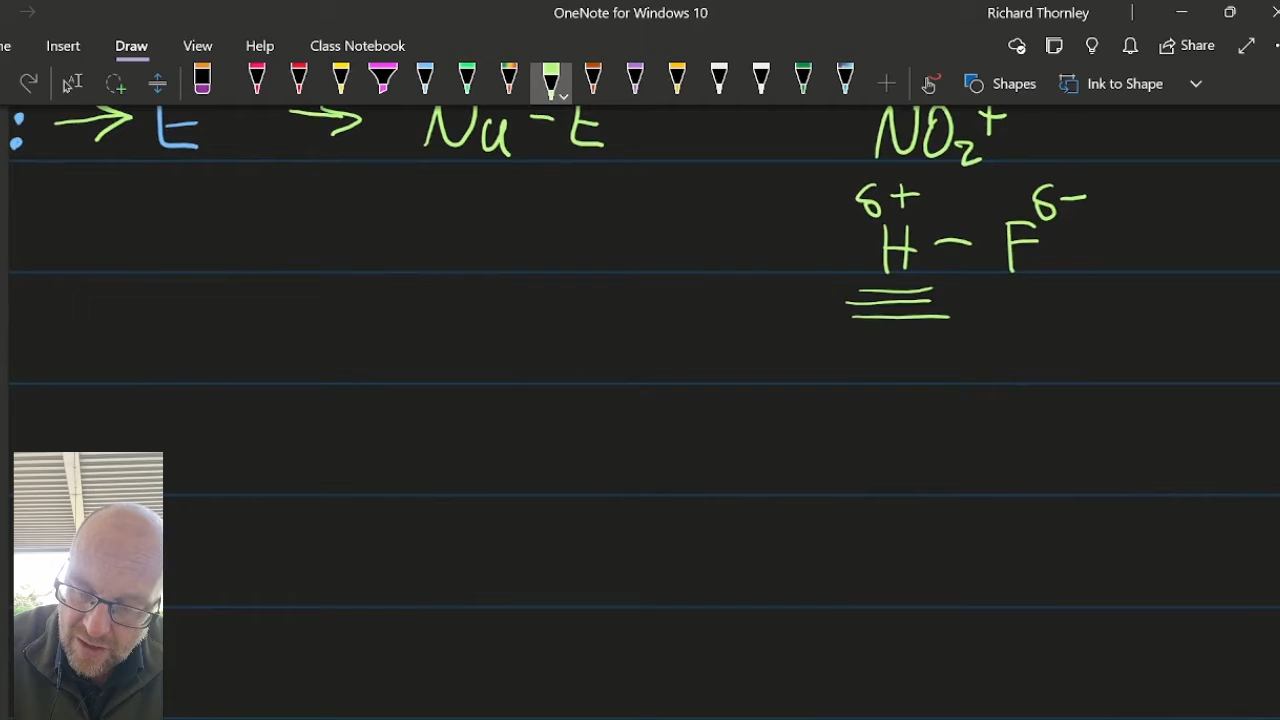 OneNote for Windows 10
Richard Thornley
Insert Draw View Help Class Notebook Share
Shapes Ink to Shape
: → E → Nu - E NO₂⁺
δ+ δ-
H - F